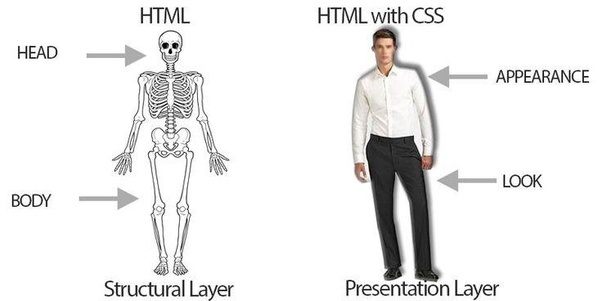 HTML
HTML with CSS
HEAD
APPEARANCE
BODY
LOOK
Structural Layer
Presentation Layer